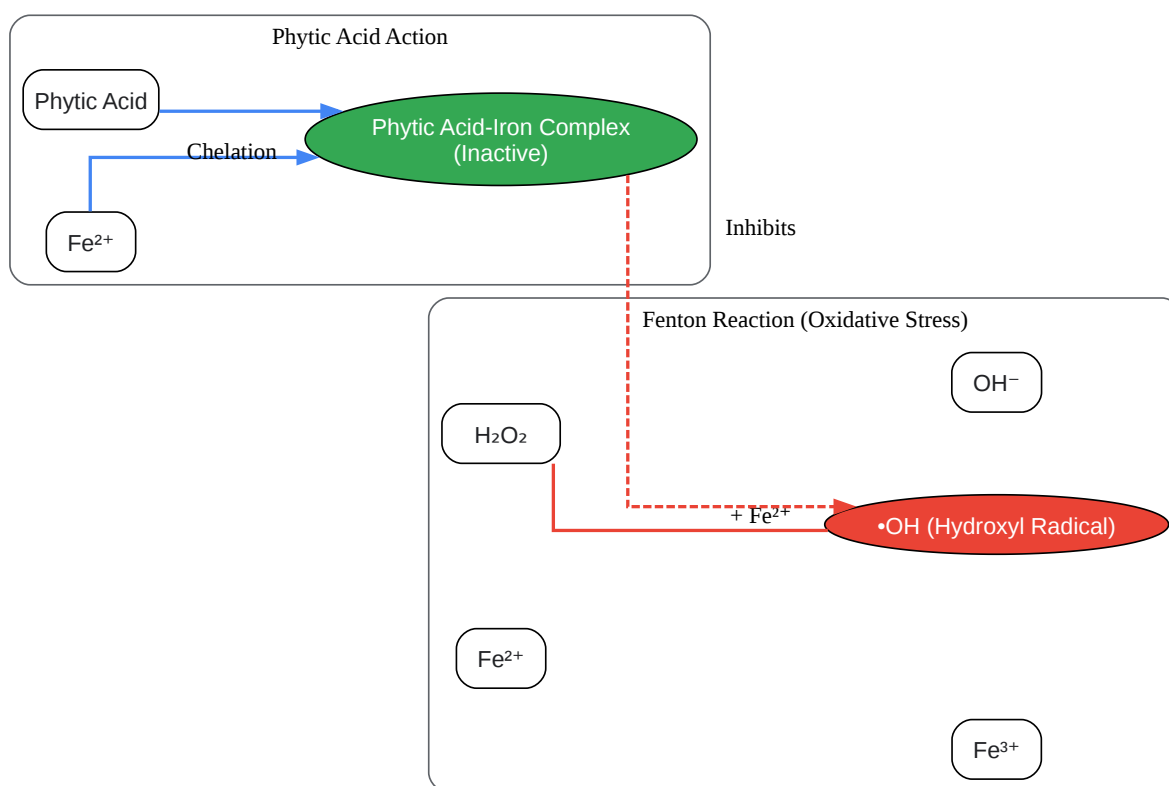 Phytic Acid Action
Phytic Acid
Phytic Acid-Iron Complex
(Inactive)
Chelation
Fe²⁺
Inhibits
Fenton Reaction (Oxidative Stress)
OH⁻
H₂O₂
+ Fe²⁺
•OH (Hydroxyl Radical)
Fe²⁺
Fe³⁺